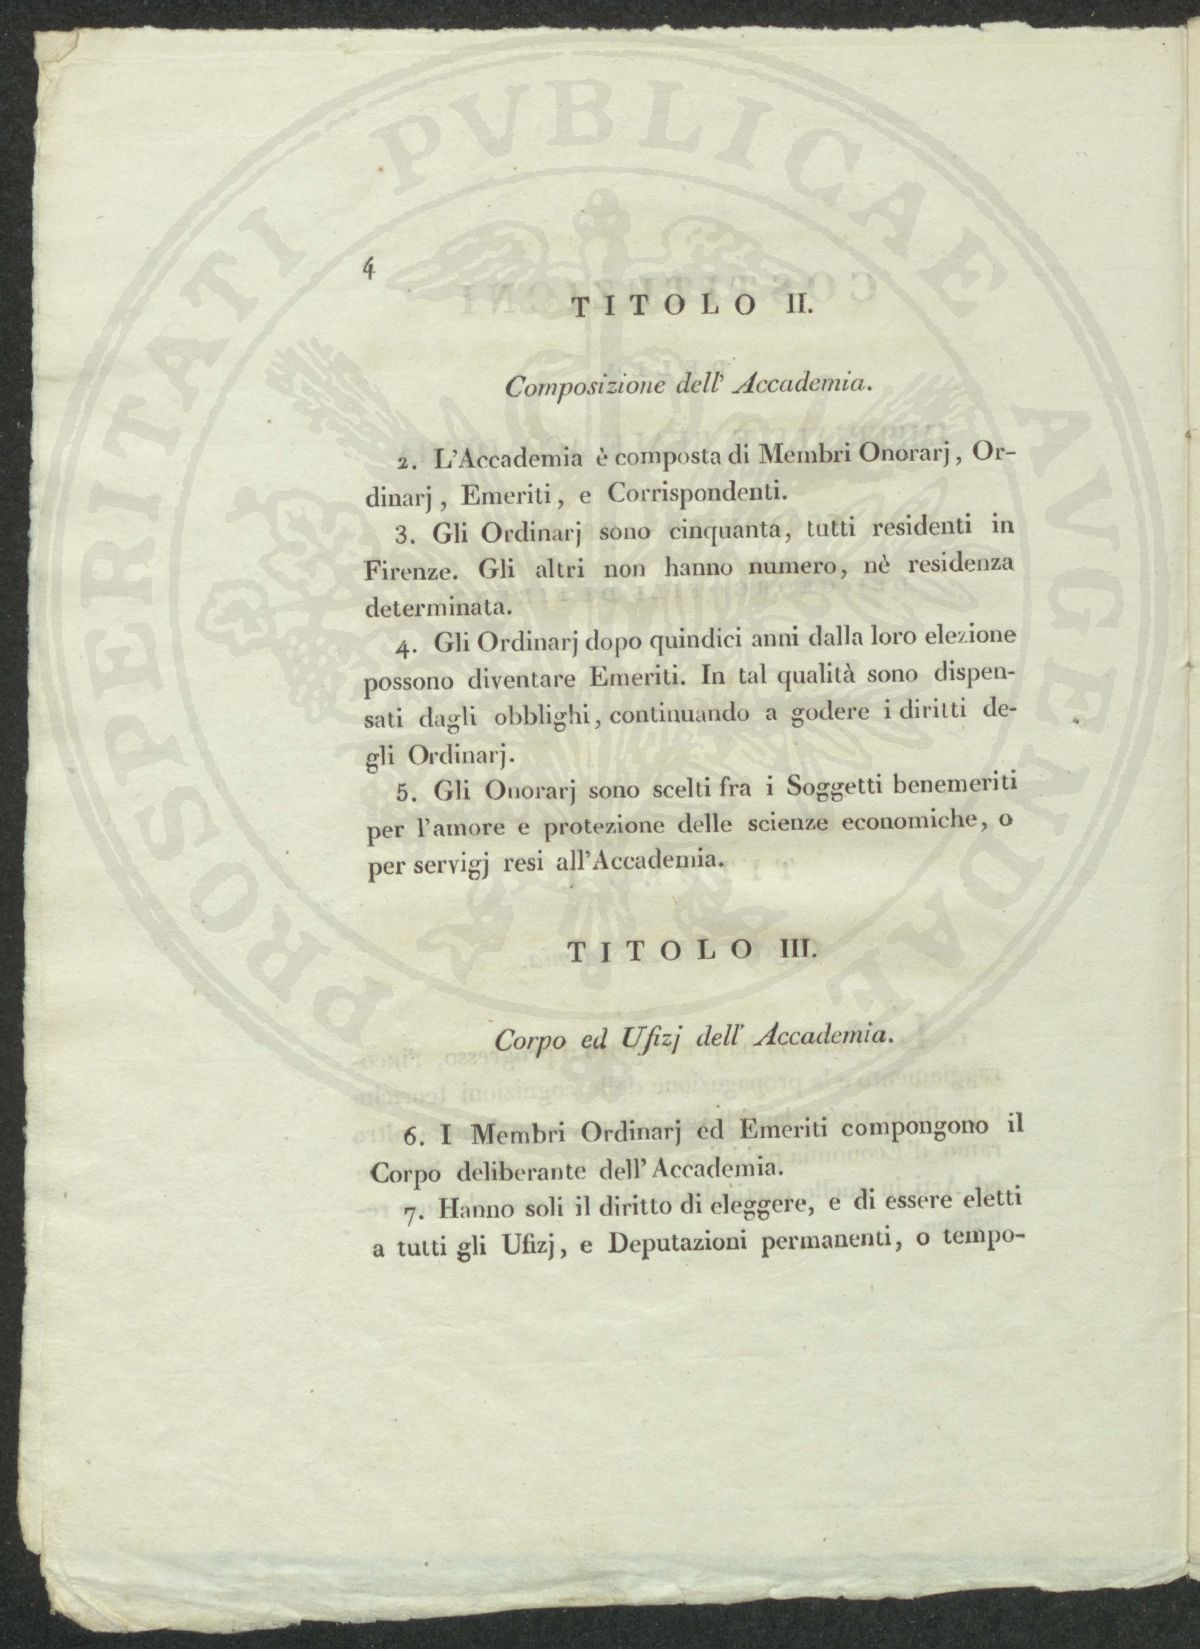 PROSPERITATI PVBLICAE AVGENDAE
4
TITOLO II.
Composizione dell' Accademia.
2. L'Accademia è composta di Membri Onorarj, Or-
dinarj, Emeriti, e Corrispondenti.
3. Gli Ordinarj sono cinquanta, tutti residenti in
Firenze. Gli altri non hanno numero, nè residenza
determinata.
4. Gli Ordinarj dopo quindici anni dalla loro elezione
possono diventare Emeriti. In tal qualità sono dispen-
sati dagli obblighi, continuando a godere i diritti de-
gli Ordinarj.
5. Gli Onorarj sono scelti fra i Soggetti benemeriti
per l'amore e protezione delle scienze economiche, o
per servigj resi all'Accademia.
TITOLO III.
Corpo ed Ufizj dell' Accademia.
6. I Membri Ordinarj ed Emeriti compongono il
Corpo deliberante dell'Accademia.
7. Hanno soli il diritto di eleggere, e di essere eletti
a tutti gli Ufizj, e Deputazioni permanenti, o tempo-